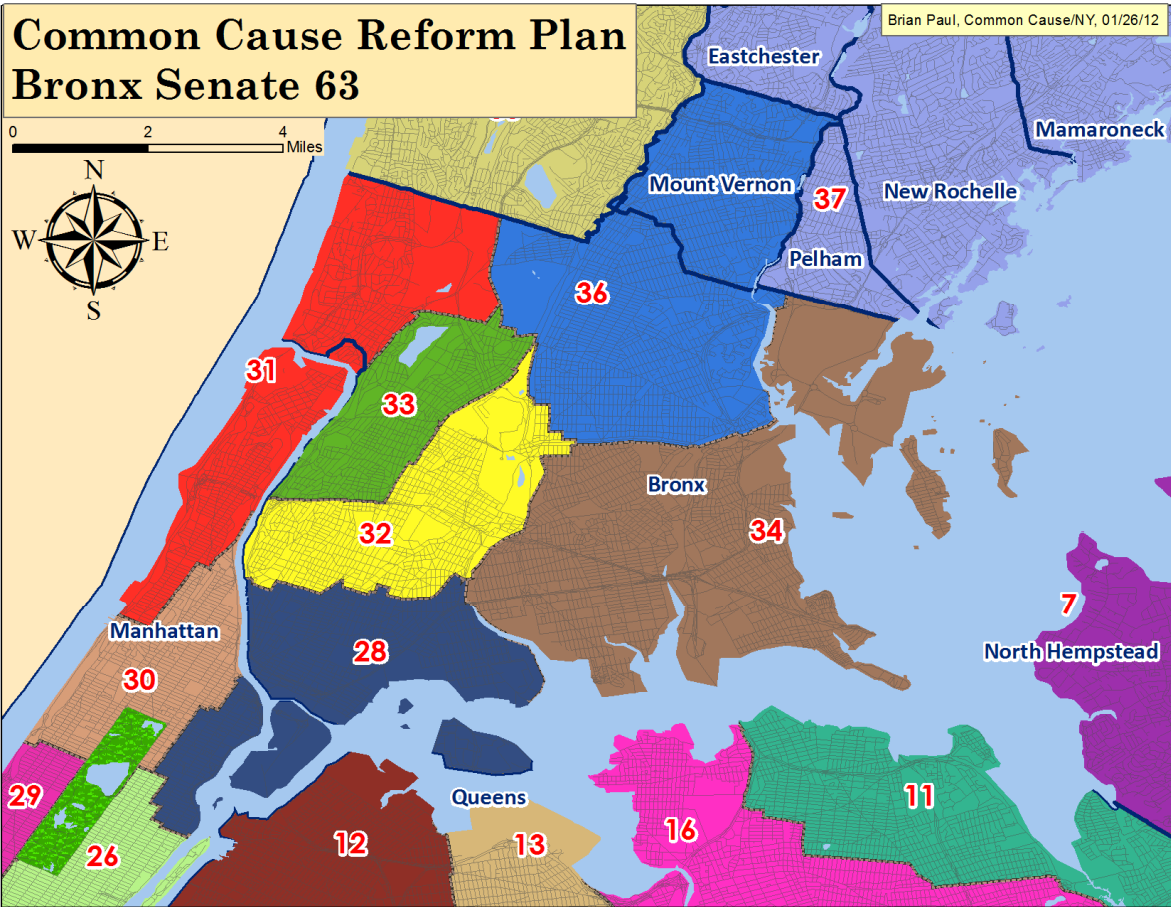 Common Cause Reform Plan
Bronx Senate 63
Brian Paul, Common Cause/NY, 01/26/12
0 2 4
Miles
N
W E
S
Eastchester
Mamaroneck
Mount Vernon
37
New Rochelle
Pelham
36
31
33
Bronx
32
34
7
Manhattan
28
North Hempstead
30
29
Queens
11
16
12
13
26